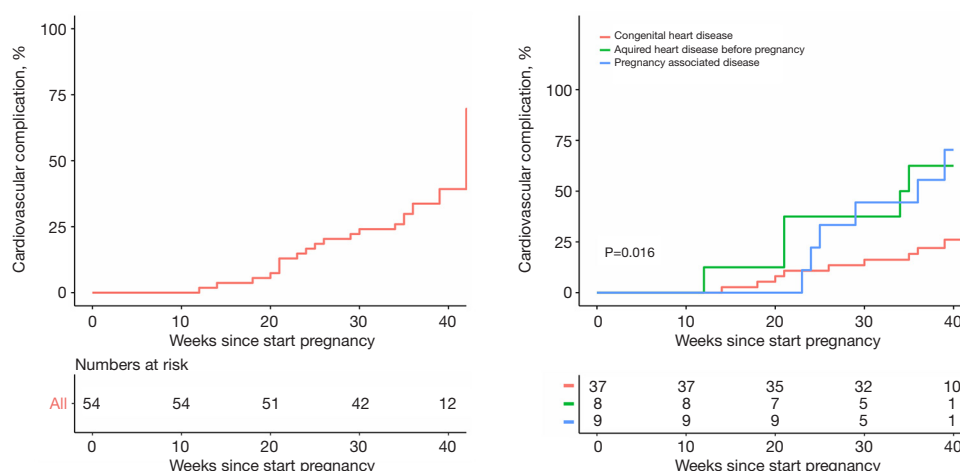 Cardiovascular complication, %
100
75
50
25
0
0 10 20 30 40
Weeks since start pregnancy
Numbers at risk
All 54 54 51 42 12
0 10 20 30 40
Weeks since start pregnancy
Cardiovascular complication, %
Congenital heart disease
Aquired heart disease before pregnancy
Pregnancy associated disease
100
75
50
25
0
P=0.016
0 10 20 30 40
Weeks since start pregnancy
37 37 35 32 10
8 8 7 5 1
9 9 9 5 1
0 10 20 30 40
Weeks since start pregnancy